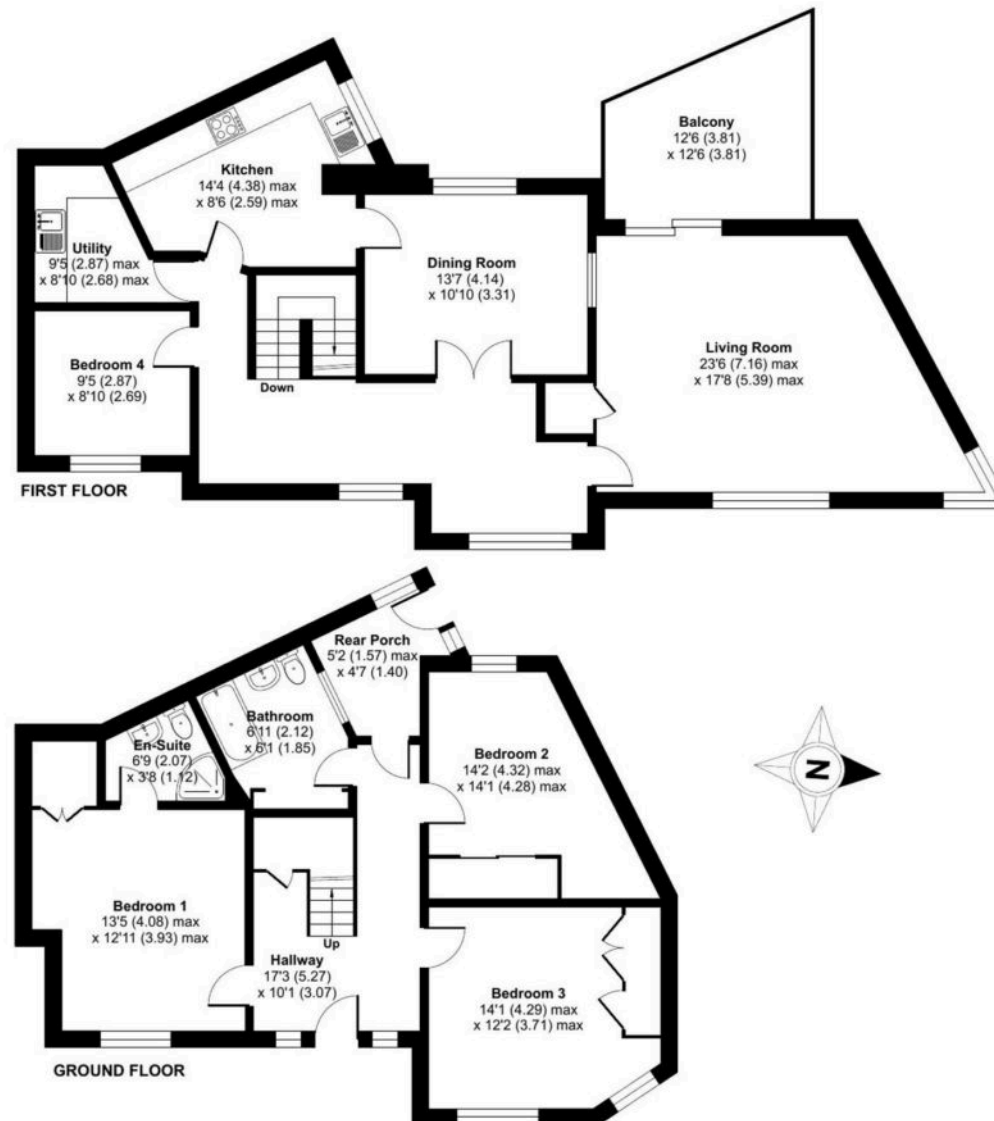 Balcony
12'6 (3.81)
x 12'6 (3.81)
Kitchen
14'4 (4.38) max
x 8'6 (2.59) max
Utility
9'5 (2.87) max
x 8'10 (2.68) max
Dining Room
13'7 (4.14)
x 10'10 (3.31)
Living Room
23'6 (7.16) max
x 17'8 (5.39) max
Bedroom 4
9'5 (2.87)
x 8'10 (2.69)
Down
FIRST FLOOR
Rear Porch
5'2 (1.57) max
x 4'7 (1.40)
Bathroom
6'11 (2.12)
x 6'1 (1.85)
En-Suite
6'9 (2.07)
x 3'8 (1.12)
Bedroom 2
14'2 (4.32) max
x 14'1 (4.28) max
N
Bedroom 1
13'5 (4.08) max
x 12'11 (3.93) max
Up
Hallway
17'3 (5.27)
x 10'1 (3.07)
Bedroom 3
14'1 (4.29) max
x 12'2 (3.71) max
GROUND FLOOR